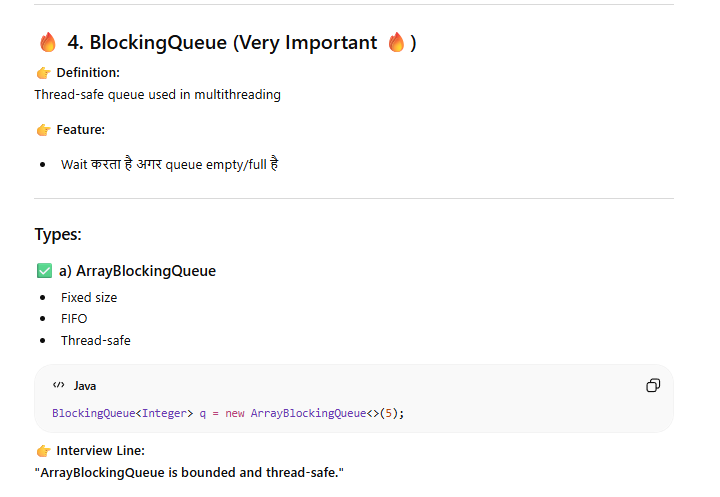 🔥 4. BlockingQueue (Very Important 🔥)
👉 Definition:
Thread-safe queue used in multithreading
👉 Feature:
• Wait करता है अगर queue empty/full है
Types:
✅ a) ArrayBlockingQueue
• Fixed size
• FIFO
• Thread-safe
</> Java
BlockingQueue<Integer> q = new ArrayBlockingQueue<>(5);
👉 Interview Line:
"ArrayBlockingQueue is bounded and thread-safe."